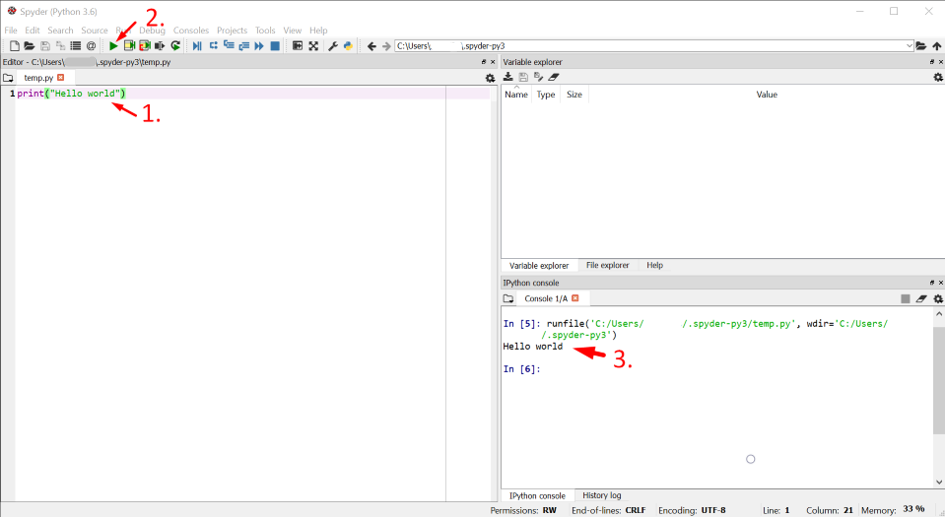 Spyder (Python 3.6)
2.
File Edit Search Source Debug Consoles Projects Tools View Help
C:\Users\ \.spyder-py3
Editor - C:\Users\ \.spyder-py3\temp.py
Variable explorer
temp.py
Name Type Size Value
1 print("Hello world")
1.
Variable explorer File explorer Help
IPython console
Console 1/A
In [5]: runfile('C:/Users/ /.spyder-py3/temp.py', wdir='C:/Users/
/.spyder-py3')
Hello world
3.
In [6]:
IPython console History log
Permissions: RW End-of-lines: CRLF Encoding: UTF-8 Line: 1 Column: 21 Memory: 33 %